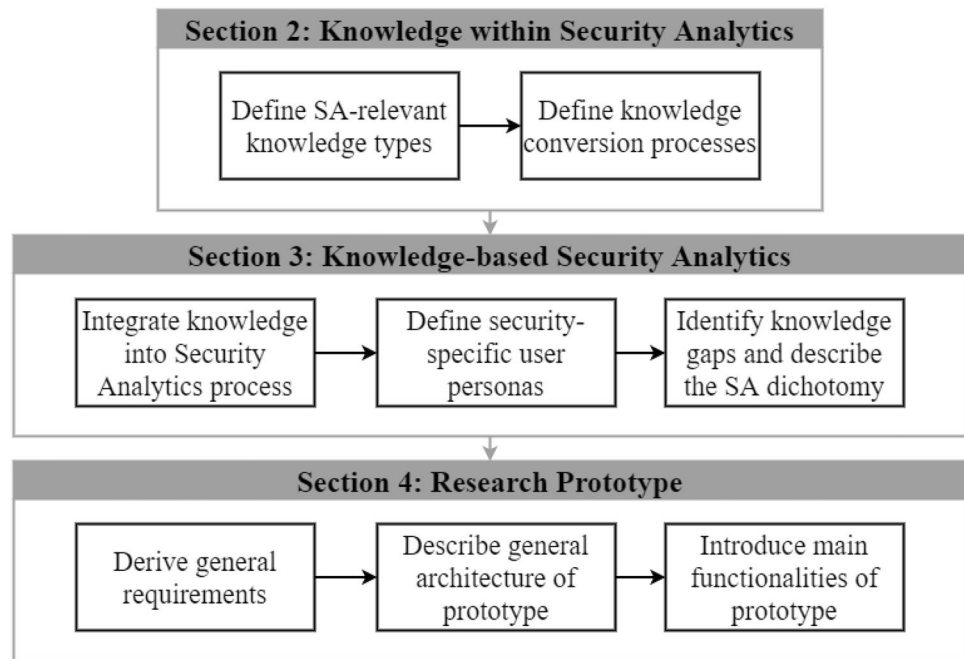 Section 2: Knowledge within Security Analytics
Define SA-relevant
knowledge types
Define knowledge
conversion processes
Section 3: Knowledge-based Security Analytics
Integrate knowledge
into Security
Analytics process
Define security-
specific user
personas
Identify knowledge
gaps and describe
the SA dichotomy
Section 4: Research Prototype
Derive general
requirements
Describe general
architecture of
prototype
Introduce main
functionalities of
prototype